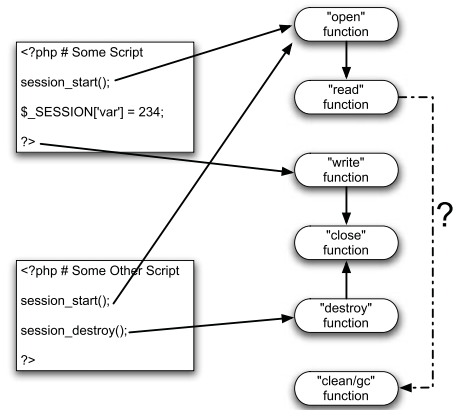 <?php # Some Script
session_start();
$_SESSION['var'] = 234;
?>
<?php # Some Other Script
session_start();
session_destroy();
?>
"open"
function
"read"
function
"write"
function
"close"
function
"destroy"
function
"clean/gc"
function
?